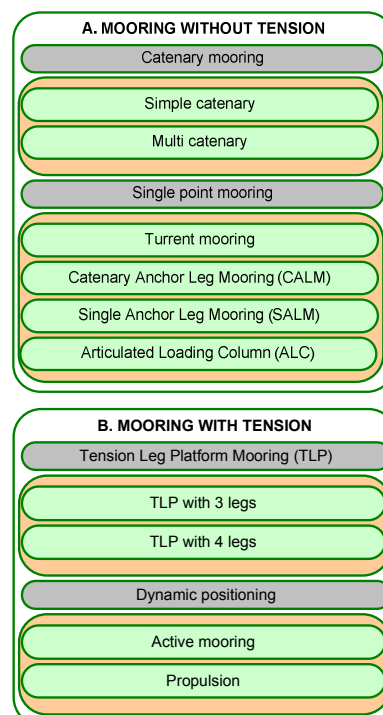 A. MOORING WITHOUT TENSION
Catenary mooring
Simple catenary
Multi catenary
Single point mooring
Turrent mooring
Catenary Anchor Leg Mooring (CALM)
Single Anchor Leg Mooring (SALM)
Articulated Loading Column (ALC)
B. MOORING WITH TENSION
Tension Leg Platform Mooring (TLP)
TLP with 3 legs
TLP with 4 legs
Dynamic positioning
Active mooring
Propulsion